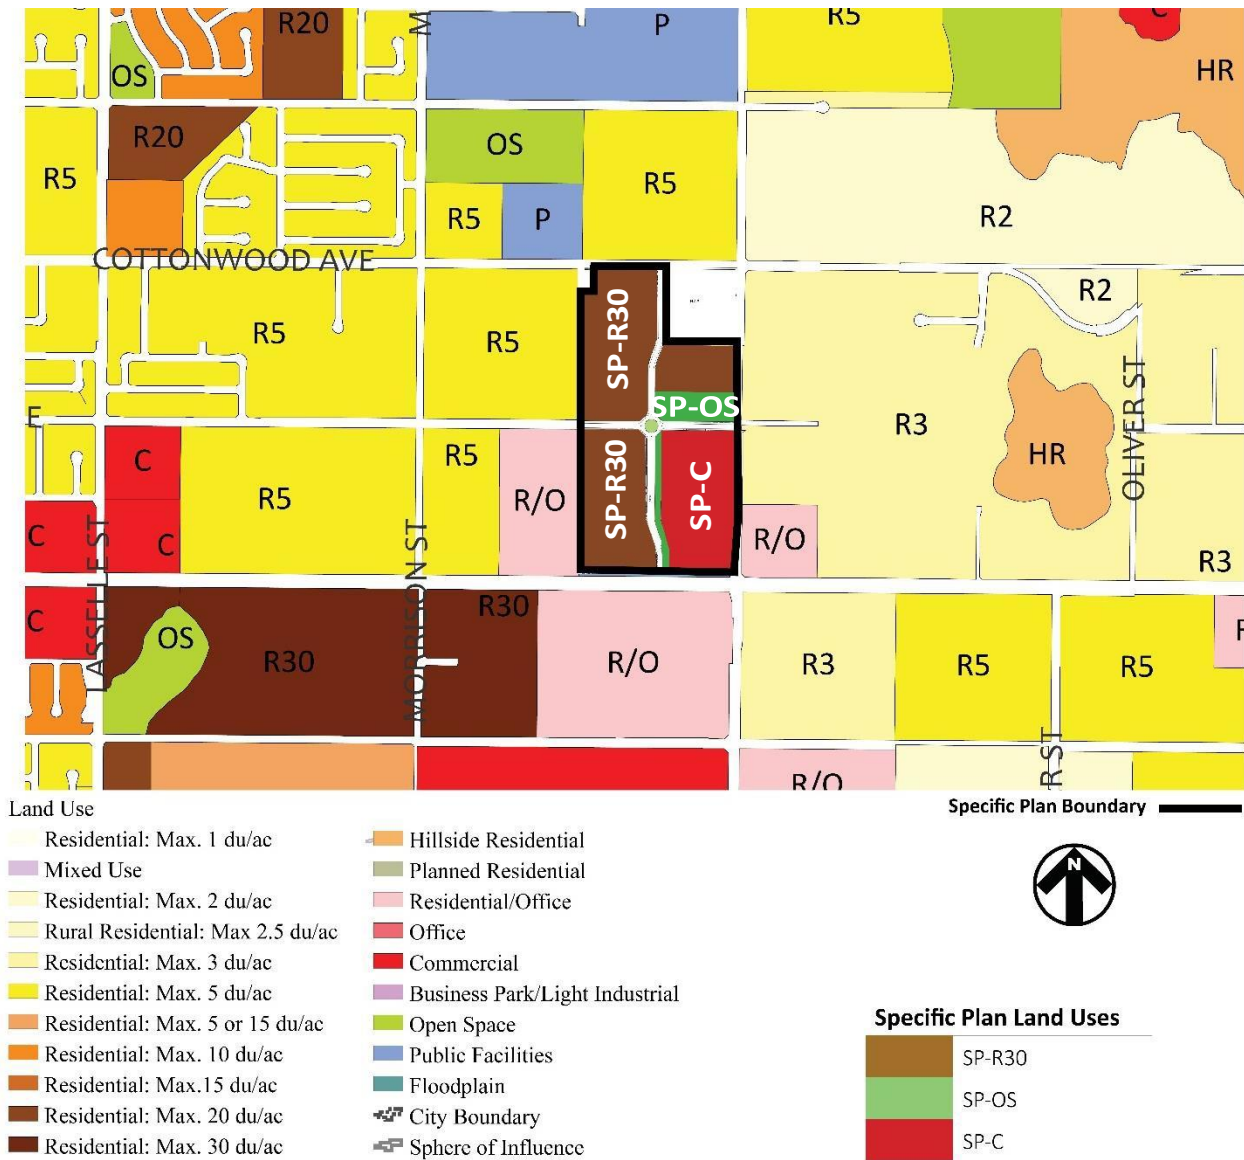 R20
M
P
R5
C
HR
OS
R20
OS
R5
R5
R2
R5
P
COTTONWOOD AVE
R2
SP-R30
R5
R5
SP-OS
E
R3
OLIVER ST
C
R5
R5
R/O
SP-R30
SP-C
HR
C
C
R/O
R3
LASSELLE ST
MORRISON ST
C
OS
R30
R30
R/O
R3
R5
R5
R
R/O
R ST
Land Use
Residential: Max. 1 du/ac
Mixed Use
Residential: Max. 2 du/ac
Rural Residential: Max 2.5 du/ac
Residential: Max. 3 du/ac
Residential: Max. 5 du/ac
Residential: Max. 5 or 15 du/ac
Residential: Max. 10 du/ac
Residential: Max.15 du/ac
Residential: Max. 20 du/ac
Residential: Max. 30 du/ac
Hillside Residential
Planned Residential
Residential/Office
Office
Commercial
Business Park/Light Industrial
Open Space
Public Facilities
Floodplain
City Boundary
Sphere of Influence
Specific Plan Boundary
N
Specific Plan Land Uses
SP-R30
SP-OS
SP-C